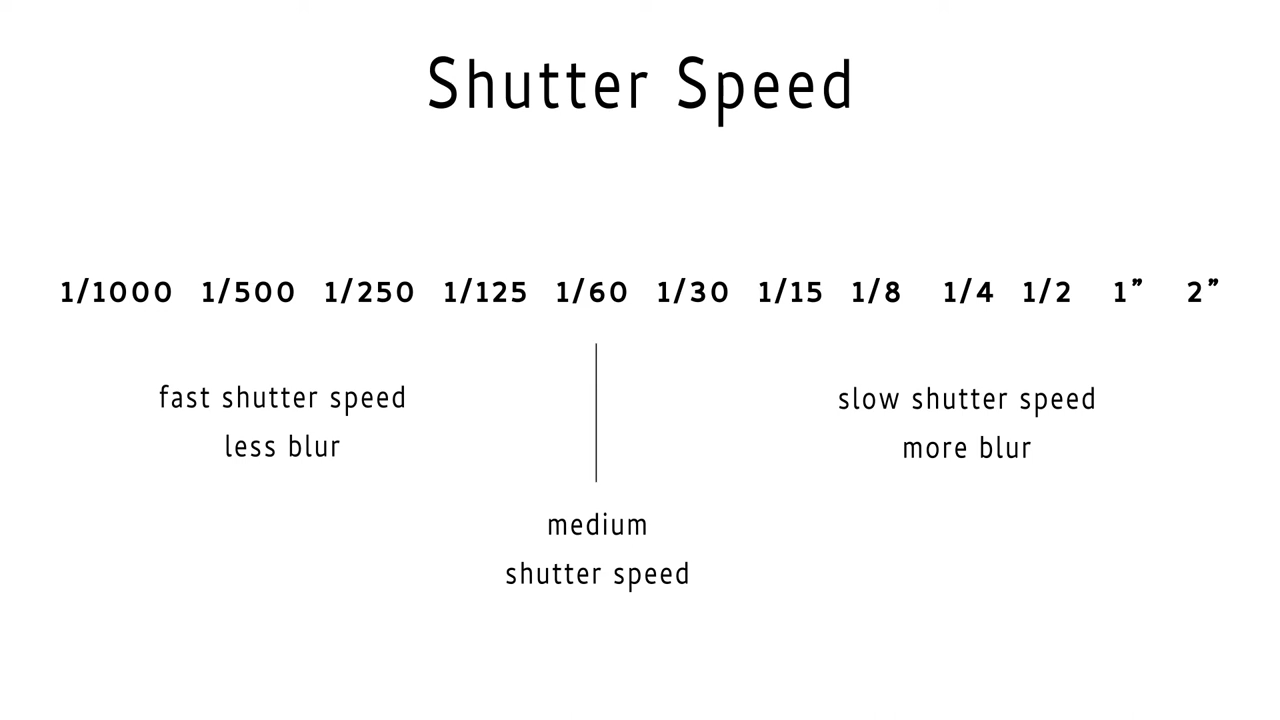 Shutter Speed
1/1000 1/500 1/250 1/125 1/60 1/30 1/15 1/8 1/4 1/2 1” 2”
fast shutter speed
less blur
slow shutter speed
more blur
medium
shutter speed